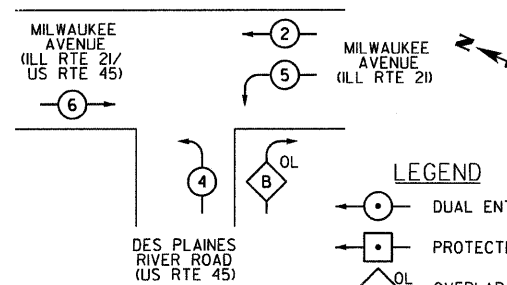 MILWAUKEE
AVENUE
(ILL RTE 21/
US RTE 45)
2
5
MILWAUKEE
AVENUE
(ILL RTE 21)
N
6
4
B
OL
DES PLAINES
RIVER ROAD
(US RTE 45)
LEGEND
DUAL ENT
PROTECTE
OL